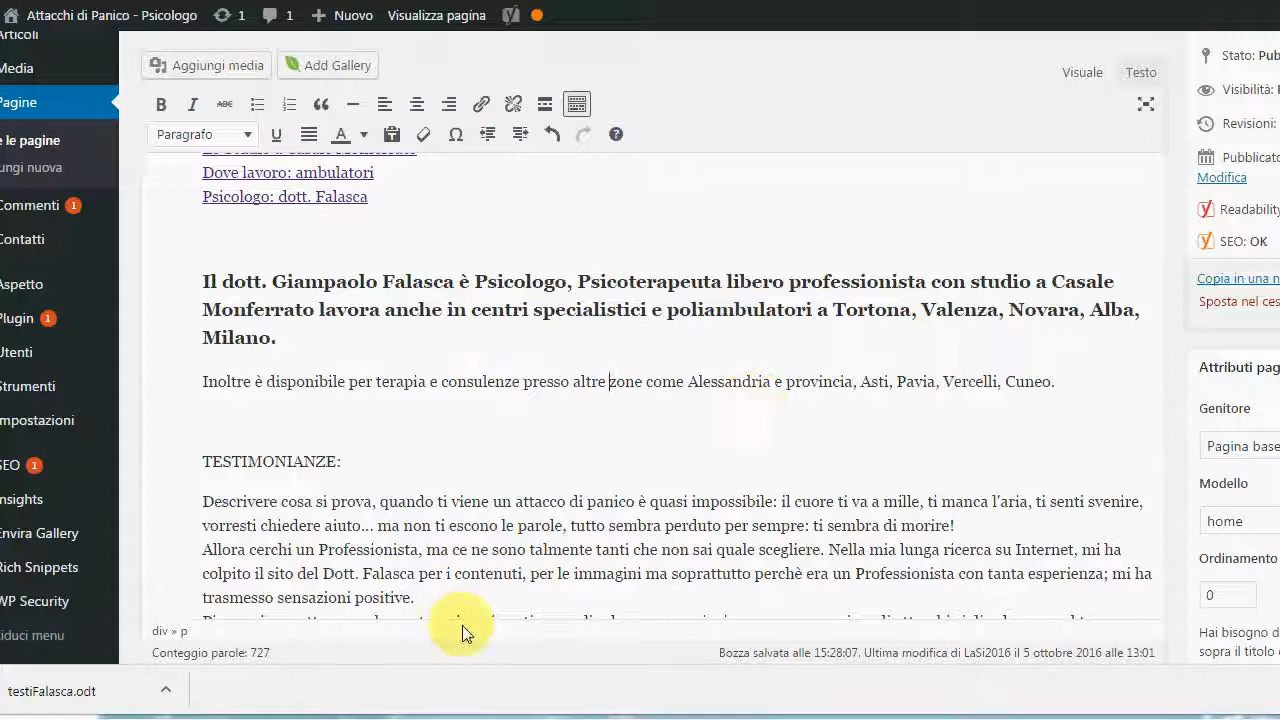 Attacchi di Panico - Psicologo 1 1 Nuovo Visualizza pagina
Articoli
Media
Pagine
e le pagine
ungi nuova
Commenti 1
Contatti
Aspetto
Plugin 1
Utenti
Strumenti
mpostazioni
SEO 1
nsights
Envira Gallery
Rich Snippets
WP Security
iduci menu
Aggiungi media Add Gallery
Visuale Testo
B I ABC
Paragrafo U A
Dove lavoro: ambulatori
Psicologo: dott. Falasca
Il dott. Giampaolo Falasca è Psicologo, Psicoterapeuta libero professionista con studio a Casale
Monferrato lavora anche in centri specialistici e poliambulatori a Tortona, Valenza, Novara, Alba,
Milano.
Inoltre è disponibile per terapia e consulenze presso altre zone come Alessandria e provincia, Asti, Pavia, Vercelli, Cuneo.
TESTIMONIANZE:
Descrivere cosa si prova, quando ti viene un attacco di panico è quasi impossibile: il cuore ti va a mille, ti manca l'aria, ti senti svenire,
vorresti chiedere aiuto... ma non ti escono le parole, tutto sembra perduto per sempre: ti sembra di morire!
Allora cerchi un Professionista, ma ce ne sono talmente tanti che non sai quale scegliere. Nella mia lunga ricerca su Internet, mi ha
colpito il sito del Dott. Falasca per i contenuti, per le immagini ma soprattutto perchè era un Professionista con tanta esperienza; mi ha
trasmesso sensazioni positive.
div » p
Conteggio parole: 727
Bozza salvata alle 15:28:07. Ultima modifica di LaSi2016 il 5 ottobre 2016 alle 13:01
Stato: Pub
Visibilità:
Revisioni:
Pubblicato
Modifica
Readability
SEO: OK
Copia in una n
Sposta nel ces
Attributi pag
Genitore
Pagina base
Modello
home
Ordinamento
0
Hai bisogno d
sopra il titolo
testiFalasca.odt